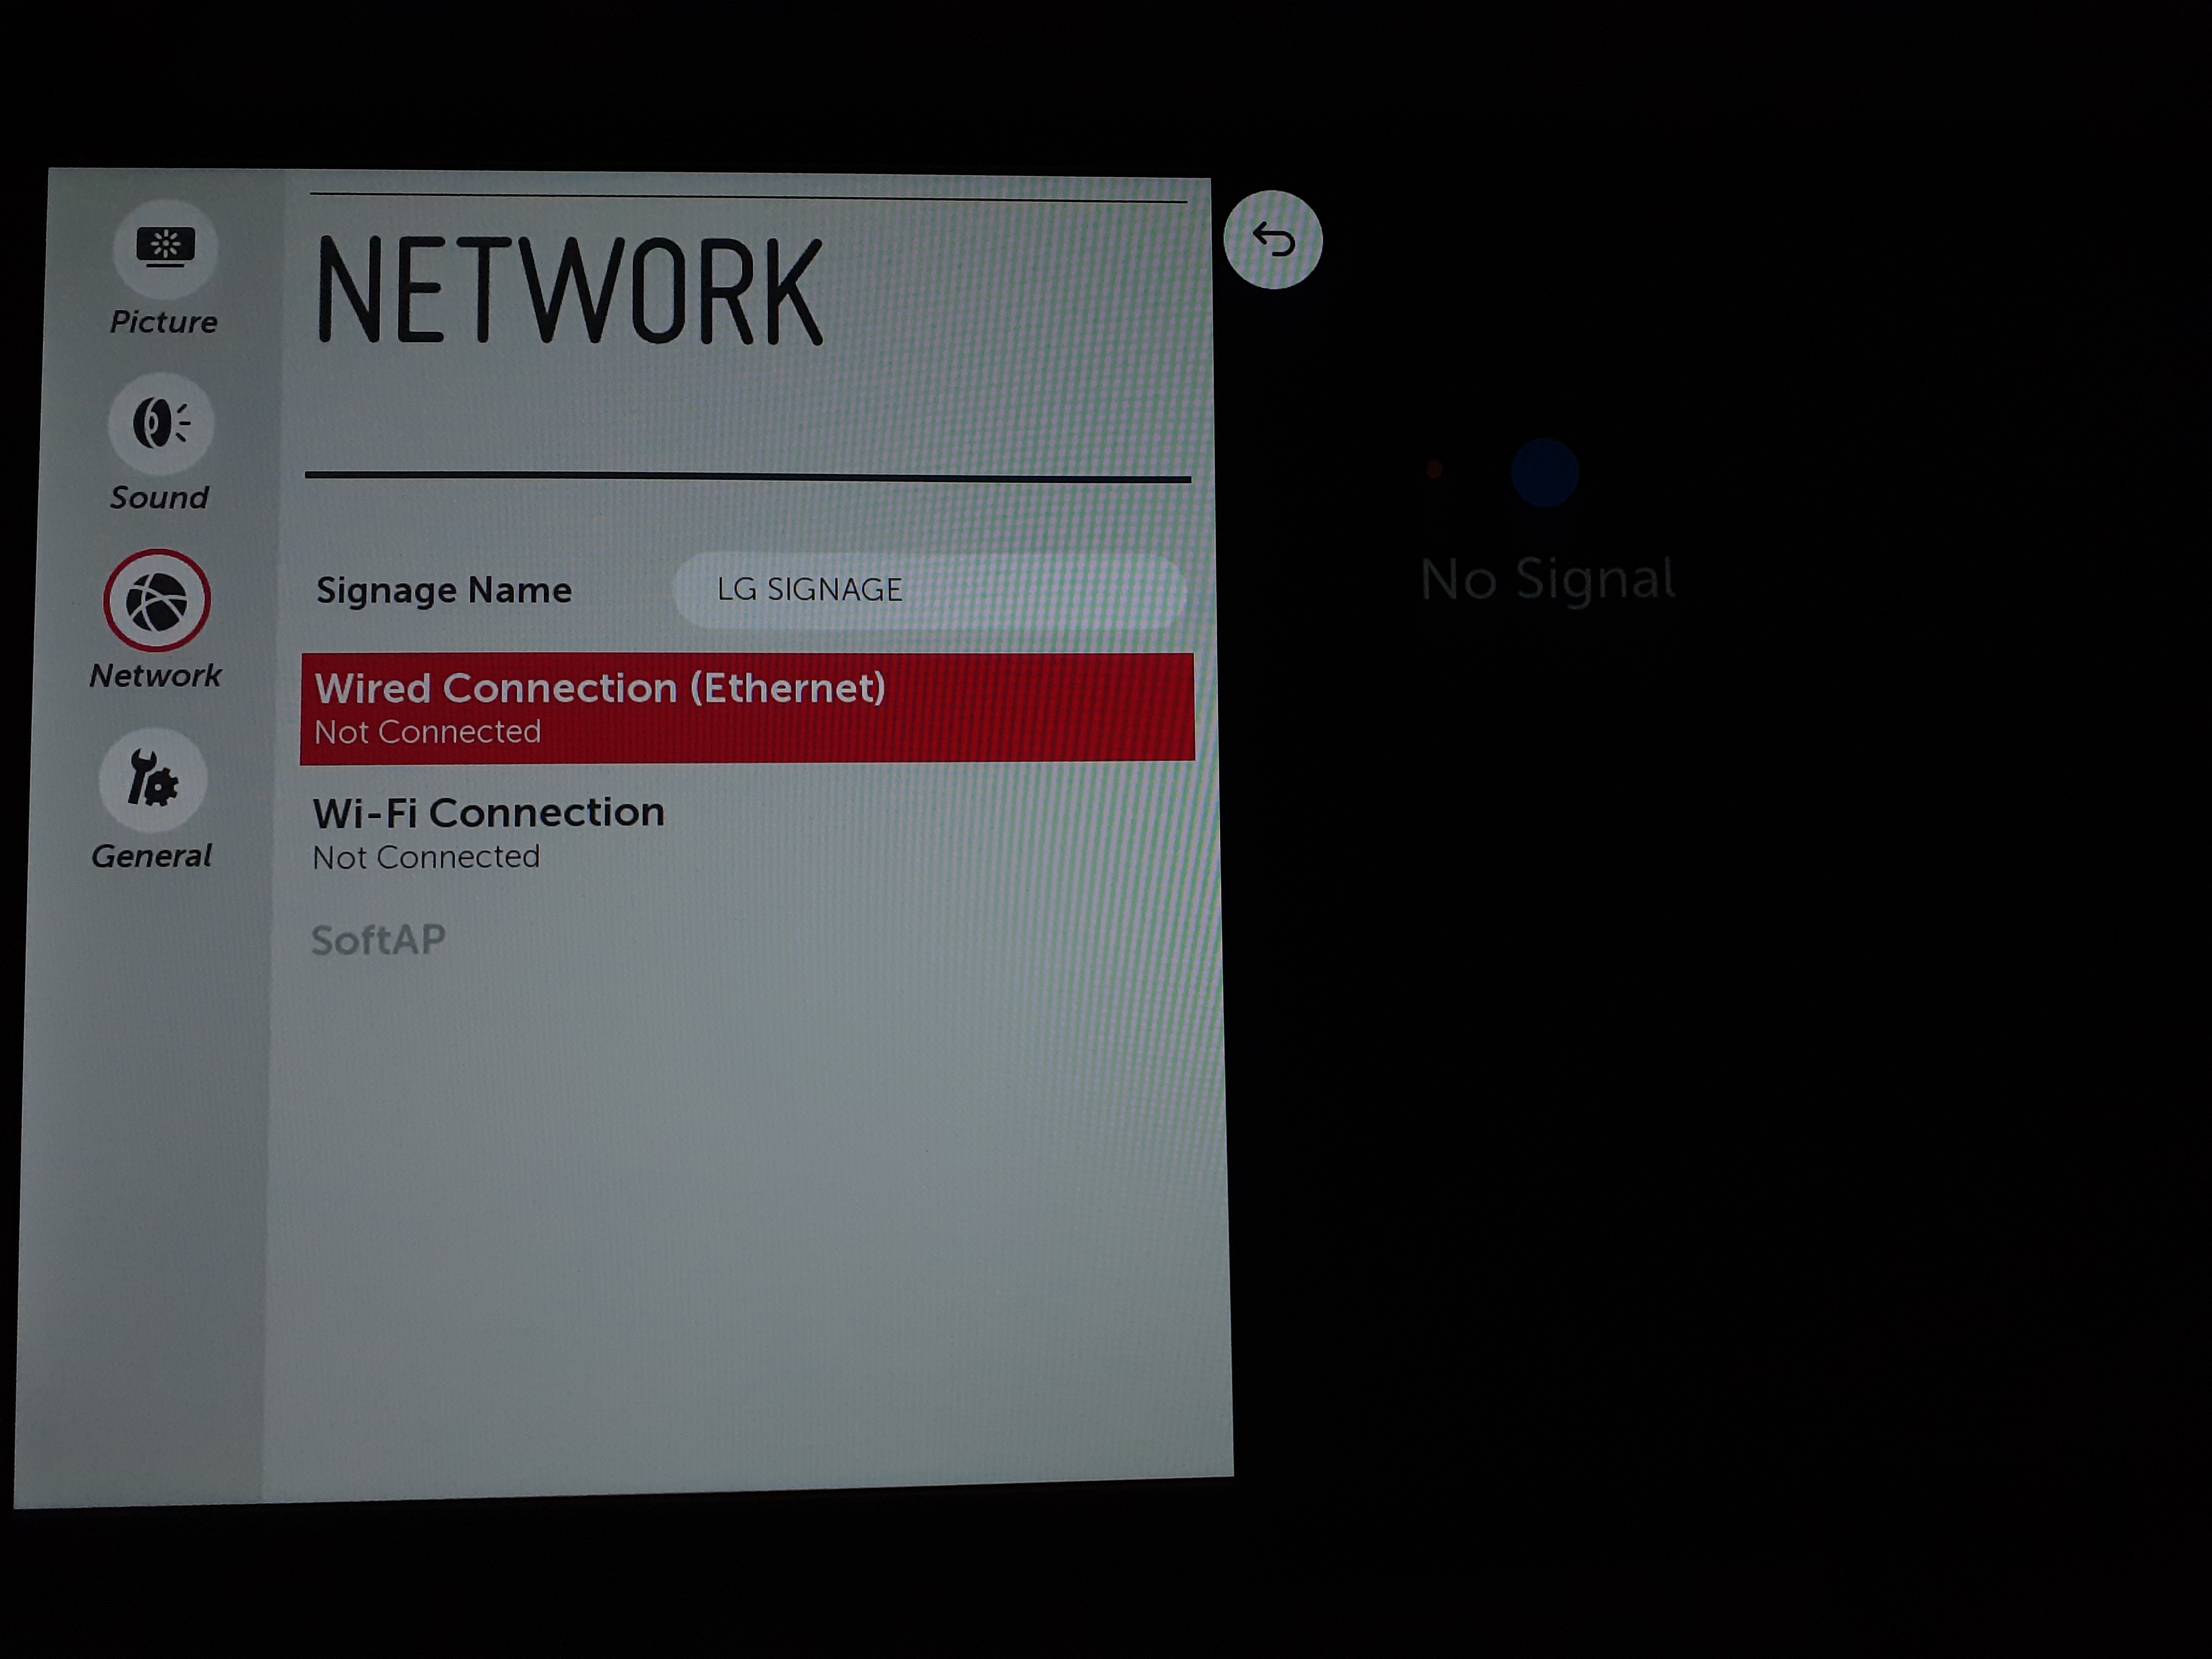 Picture
Sound
Network
General
NETWORK
Signage Name LG SIGNAGE
Wired Connection (Ethernet)
Not Connected
Wi-Fi Connection
Not Connected
SoftAP
No Signal